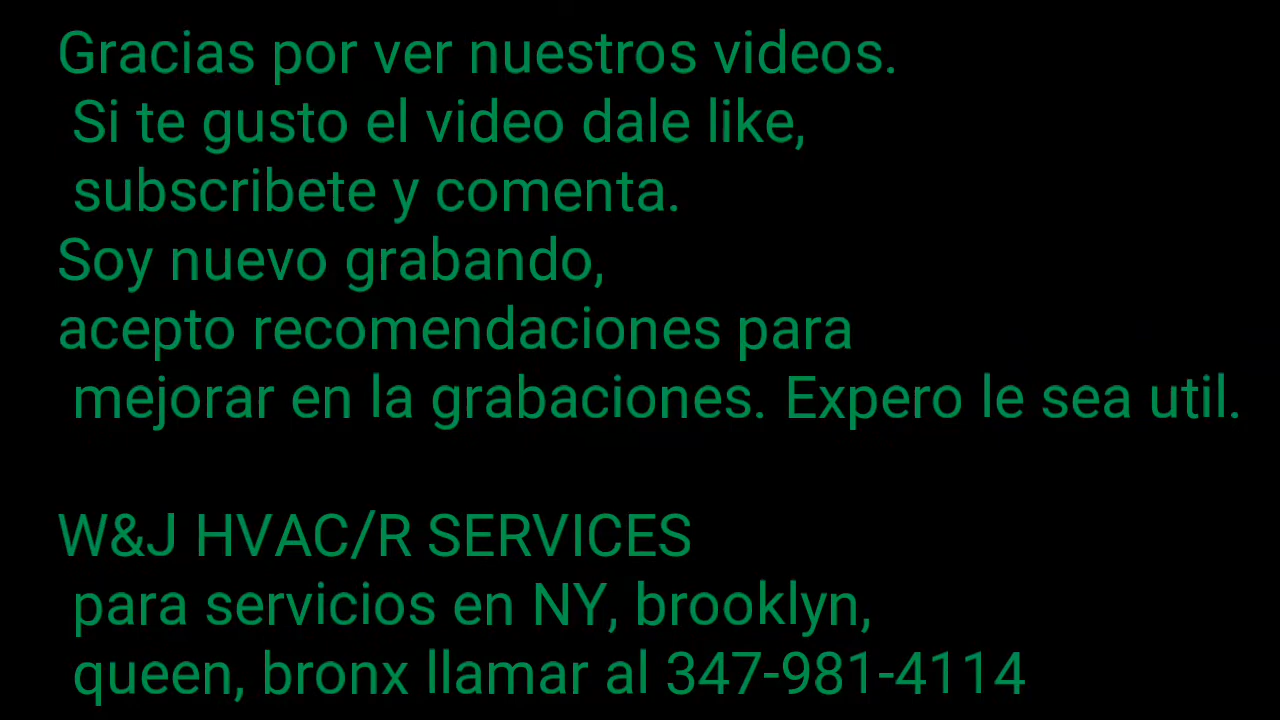 Gracias por ver nuestros videos.
Si te gusto el video dale like,
subscribete y comenta.
Soy nuevo grabando,
acepto recomendaciones para
mejorar en la grabaciones. Expero le sea util.
W&J HVAC/R SERVICES
para servicios en NY, brooklyn,
queen, bronx llamar al 347-981-4114